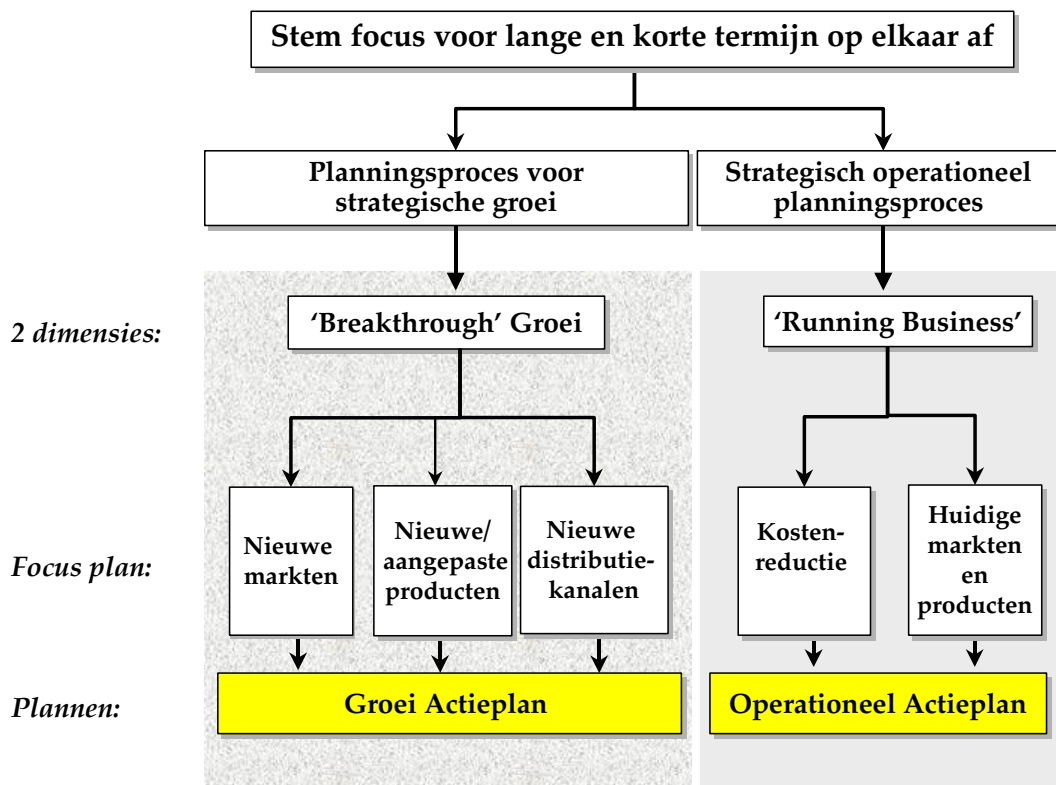 Stem focus voor lange en korte termijn op elkaar af
Planningsproces voor
strategische groei
Strategisch operationeel
planningsproces
2 dimensies:
‘Breakthrough’ Groei
‘Running Business’
Focus plan:
Nieuwe
markten
Nieuwe/
aangepaste
producten
Nieuwe
distributie-
kanalen
Kosten-
reductie
Huidige
markten
en
producten
Plannen:
Groei Actieplan
Operationeel Actieplan